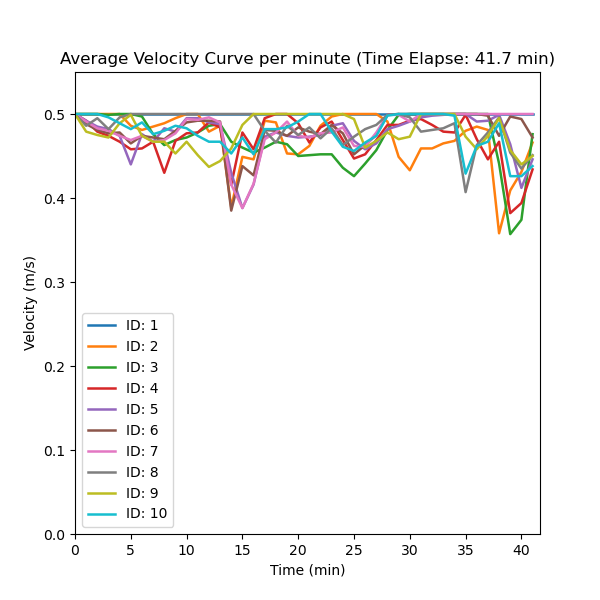 Average Velocity Curve per minute (Time Elapse: 41.7 min)
0.5
0.4
0.3
0.2
0.1
0.0
Velocity (m/s)
ID: 1
ID: 2
ID: 3
ID: 4
ID: 5
ID: 6
ID: 7
ID: 8
ID: 9
ID: 10
0 5 10 15 20 25 30 35 40
Time (min)